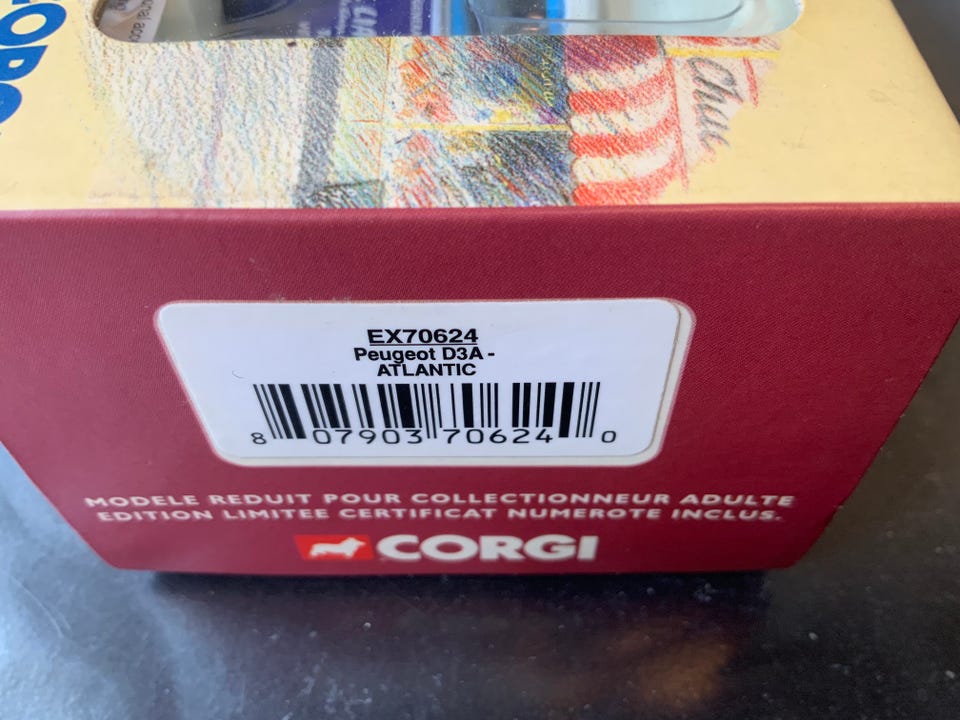 EX70624
Peugeot D3A -
ATLANTIC
8 07903 70624 0
MODELE REDUIT POUR COLLECTIONNEUR ADULTE
EDITION LIMITEE CERTIFICAT NUMEROTE INCLUS.
CORGI